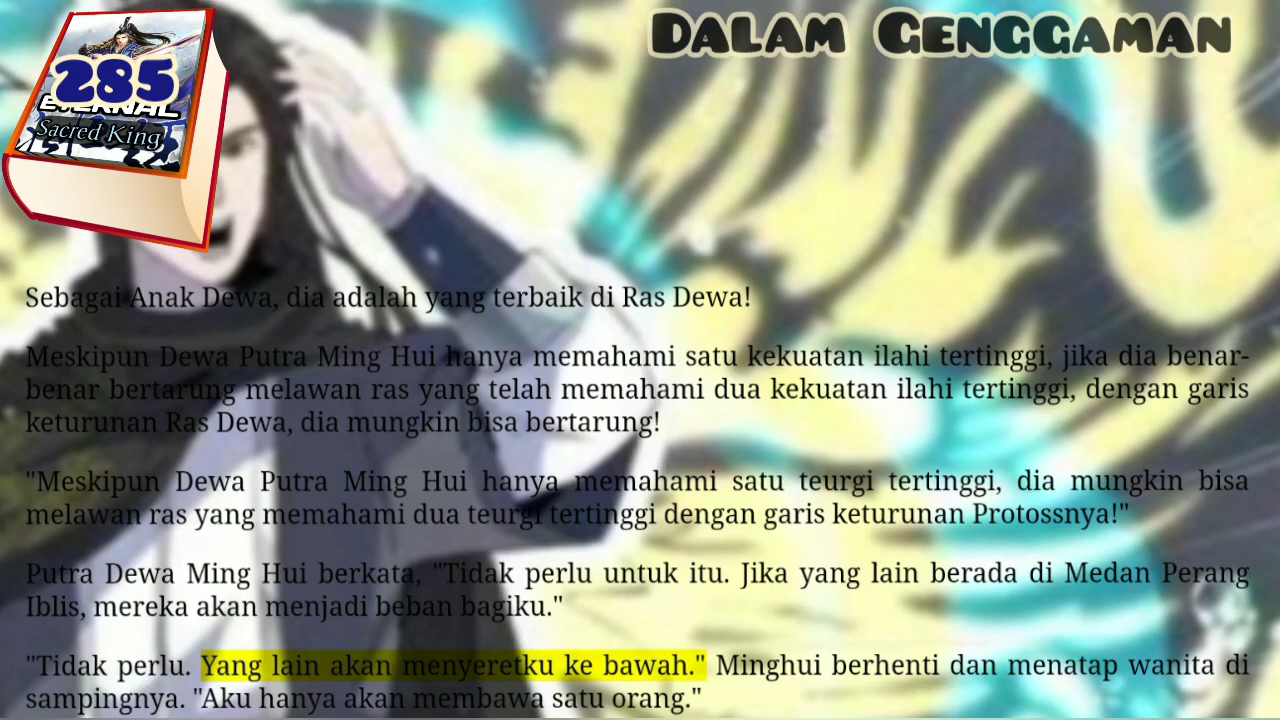 DALAM GENGGAMAN
285
ETERNAL
Sacred King
Sebagai Anak Dewa, dia adalah yang terbaik di Ras Dewa!
Meskipun Dewa Putra Ming Hui hanya memahami satu kekuatan ilahi tertinggi, jika dia benar-
benar bertarung melawan ras yang telah memahami dua kekuatan ilahi tertinggi, dengan garis
keturunan Ras Dewa, dia mungkin bisa bertarung!
"Meskipun Dewa Putra Ming Hui hanya memahami satu teurgi tertinggi, dia mungkin bisa
melawan ras yang memahami dua teurgi tertinggi dengan garis keturunan Protossnya!"
Putra Dewa Ming Hui berkata, "Tidak perlu untuk itu. Jika yang lain berada di Medan Perang
Iblis, mereka akan menjadi beban bagiku."
"Tidak perlu. Yang lain akan menyeretku ke bawah." Minghui berhenti dan menatap wanita di
sampingnya. "Aku hanya akan membawa satu orang."